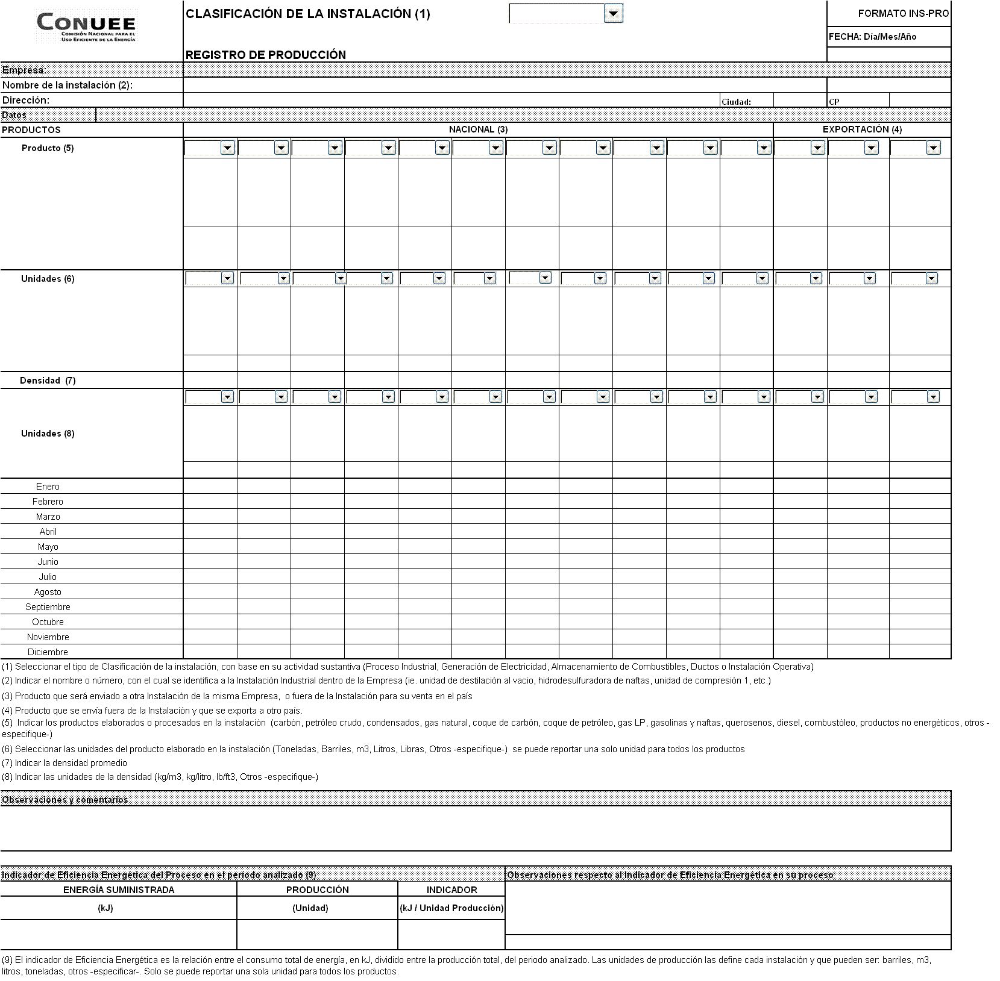 CONUEE
COMISIÓN NACIONAL PARA EL
USO EFICIENTE DE LA ENERGÍA
CLASIFICACIÓN DE LA INSTALACIÓN (1)
REGISTRO DE PRODUCCIÓN
FORMATO INS-PRO
FECHA: Día/Mes/Año
Empresa:
Nombre de la instalación (2):
Dirección:
Ciudad:
CP
Datos
PRODUCTOS
NACIONAL (3)
EXPORTACIÓN (4)
Producto (5)
Unidades (6)
Densidad (7)
Unidades (8)
Enero
Febrero
Marzo
Abril
Mayo
Junio
Julio
Agosto
Septiembre
Octubre
Noviembre
Diciembre
(1) Seleccionar el tipo de Clasificación de la instalación, con base en su actividad sustantiva (Proceso Industrial, Generación de Electricidad, Almacenamiento de Combustibles, Ductos o Instalación Operativa)
(2) Indicar el nombre o número, con el cual se identifica a la Instalación Industrial dentro de la Empresa (ie. unidad de destilación al vacio, hidrodesulfuradora de naftas, unidad de compresión 1, etc.)
(3) Producto que será enviado a otra Instalación de la misma Empresa, o fuera de la Instalación para su venta en el país
(4) Producto que se envía fuera de la Instalación y que se exporta a otro país.
(5) Indicar los productos elaborados o procesados en la instalación (carbón, petróleo crudo, condensados, gas natural, coque de carbón, coque de petróleo, gas LP, gasolinas y naftas, querosenos, diesel, combustóleo, productos no energéticos, otros -
especifique-)
(6) Seleccionar las unidades del producto elaborado en la instalación (Toneladas, Barriles, m3, Litros, Libras, Otros -especifique-) se puede reportar una solo unidad para todos los productos
(7) Indicar la densidad promedio
(8) Indicar las unidades de la densidad (kg/m3, kg/litro, lb/ft3, Otros -especifique-)
Observaciones y comentarios
Indicador de Eficiencia Energética del Proceso en el período analizado (9)
Observaciones respecto al Indicador de Eficiencia Energética en su proceso
ENERGÍA SUMINISTRADA
PRODUCCIÓN
INDICADOR
(kJ)
(Unidad)
(kJ / Unidad Producción)
(9) El indicador de Eficiencia Energética es la relación entre el consumo total de energía, en kJ, dividido entre la producción total, del periodo analizado. Las unidades de producción las define cada instalación y que pueden ser: barriles, m3,
litros, toneladas, otros -especificar-. Solo se puede reportar una sola unidad para todos los productos.